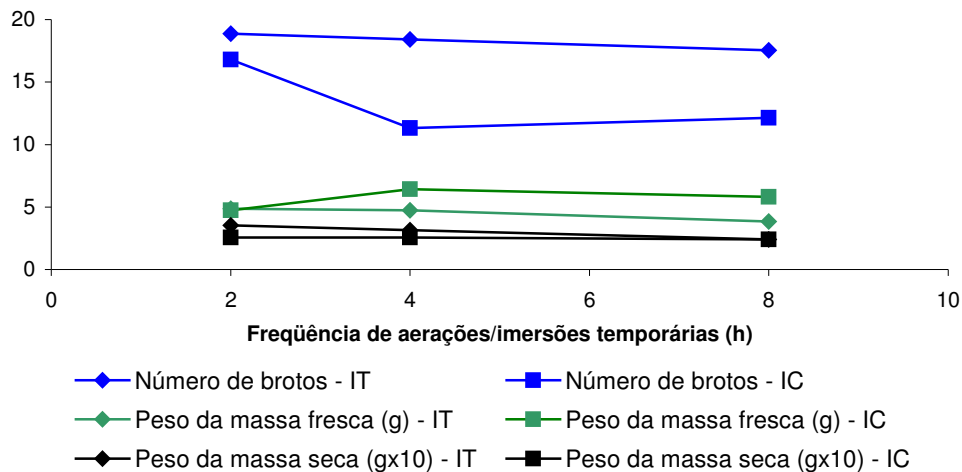 20
15
10
5
0
0 2 4 6 8 10
Freqüência de aerações/imersões temporárias (h)
Número de brotos - IT Número de brotos - IC
Peso da massa fresca (g) - IT Peso da massa fresca (g) - IC
Peso da massa seca (gx10) - IT Peso da massa seca (gx10) - IC